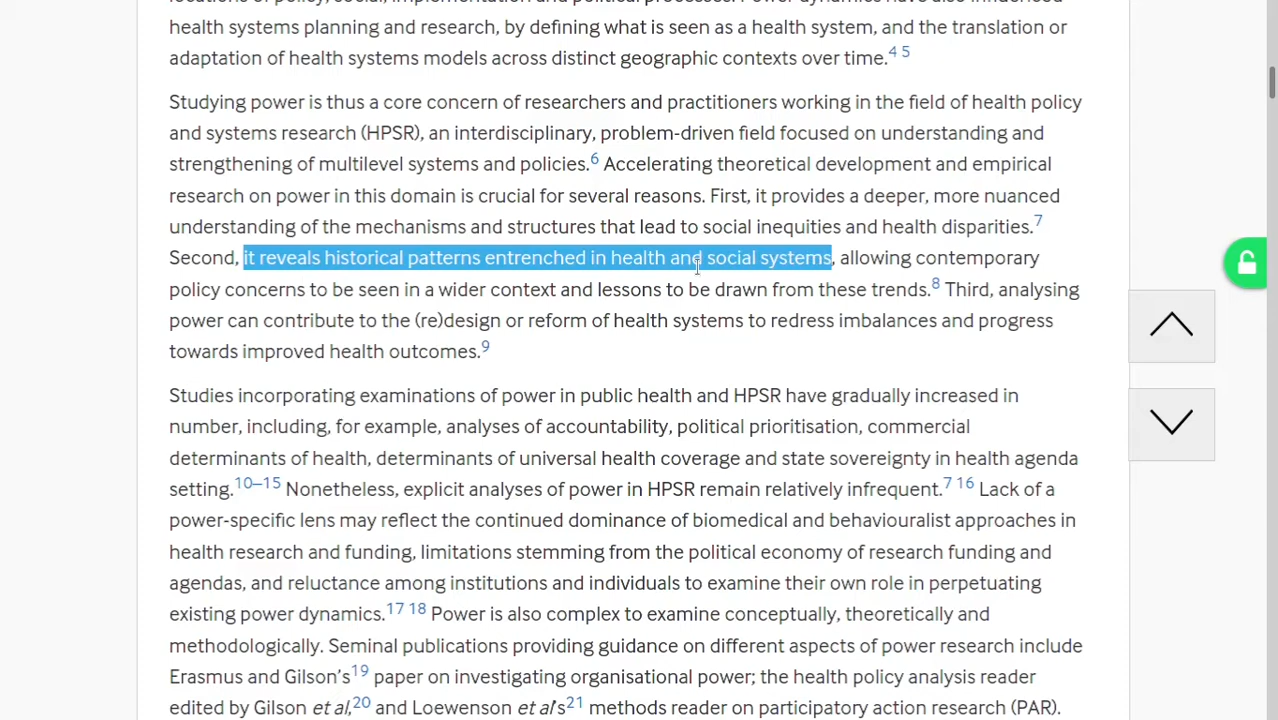 health systems planning and research, by defining what is seen as a health system, and the translation or
adaptation of health systems models across distinct geographic contexts over time.4 5
Studying power is thus a core concern of researchers and practitioners working in the field of health policy
and systems research (HPSR), an interdisciplinary, problem-driven field focused on understanding and
strengthening of multilevel systems and policies.6 Accelerating theoretical development and empirical
research on power in this domain is crucial for several reasons. First, it provides a deeper, more nuanced
understanding of the mechanisms and structures that lead to social inequities and health disparities.7
Second, it reveals historical patterns entrenched in health and social systems, allowing contemporary
policy concerns to be seen in a wider context and lessons to be drawn from these trends.8 Third, analysing
power can contribute to the (re)design or reform of health systems to redress imbalances and progress
towards improved health outcomes.9
Studies incorporating examinations of power in public health and HPSR have gradually increased in
number, including, for example, analyses of accountability, political prioritisation, commercial
determinants of health, determinants of universal health coverage and state sovereignty in health agenda
setting.10–15 Nonetheless, explicit analyses of power in HPSR remain relatively infrequent.7 16 Lack of a
power-specific lens may reflect the continued dominance of biomedical and behaviouralist approaches in
health research and funding, limitations stemming from the political economy of research funding and
agendas, and reluctance among institutions and individuals to examine their own role in perpetuating
existing power dynamics.17 18 Power is also complex to examine conceptually, theoretically and
methodologically. Seminal publications providing guidance on different aspects of power research include
Erasmus and Gilson's19 paper on investigating organisational power; the health policy analysis reader
edited by Gilson et al,20 and Loewenson et al's21 methods reader on participatory action research (PAR).